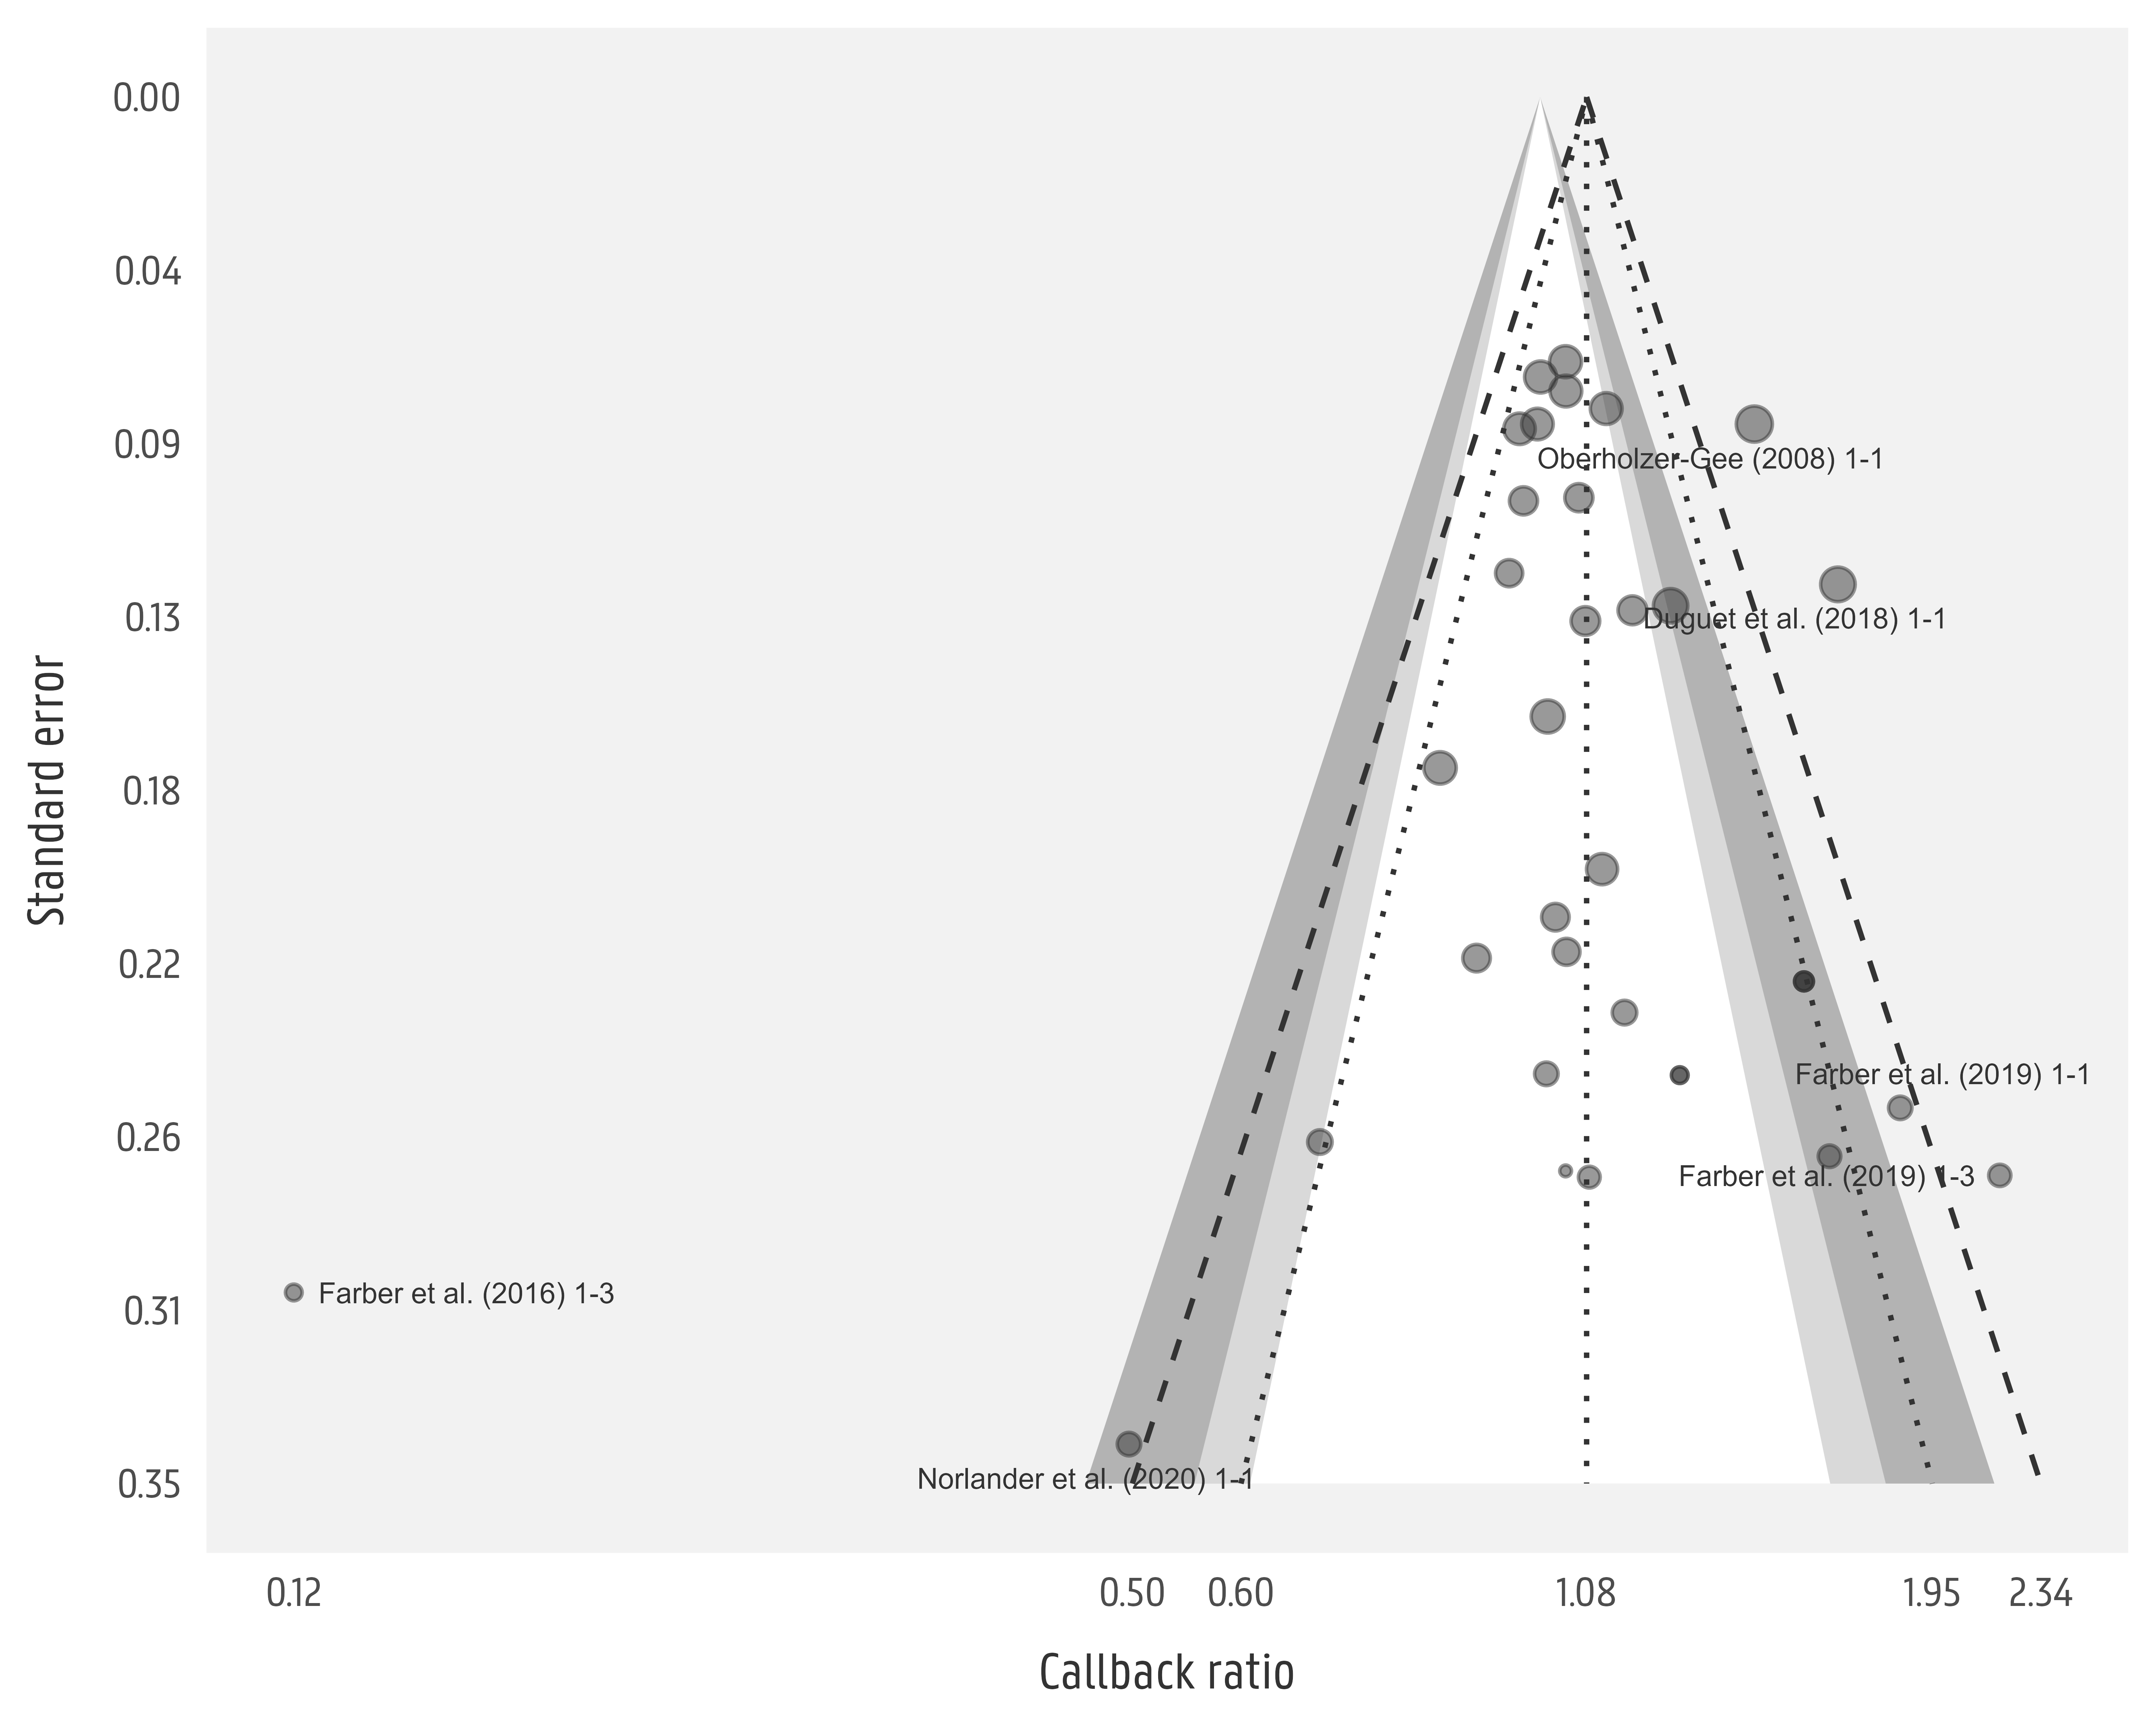 0.00
0.04
0.09
Oberholzer-Gee (2008) 1-1
0.13
Duguet et al. (2018) 1-1
Standard error
0.18
0.22
Farber et al. (2019) 1-1
0.26
Farber et al. (2019) 1-3
Farber et al. (2016) 1-3
0.31
Norlander et al. (2020) 1-1
0.35
0.12 0.50 0.60 1.08 1.95 2.34
Callback ratio